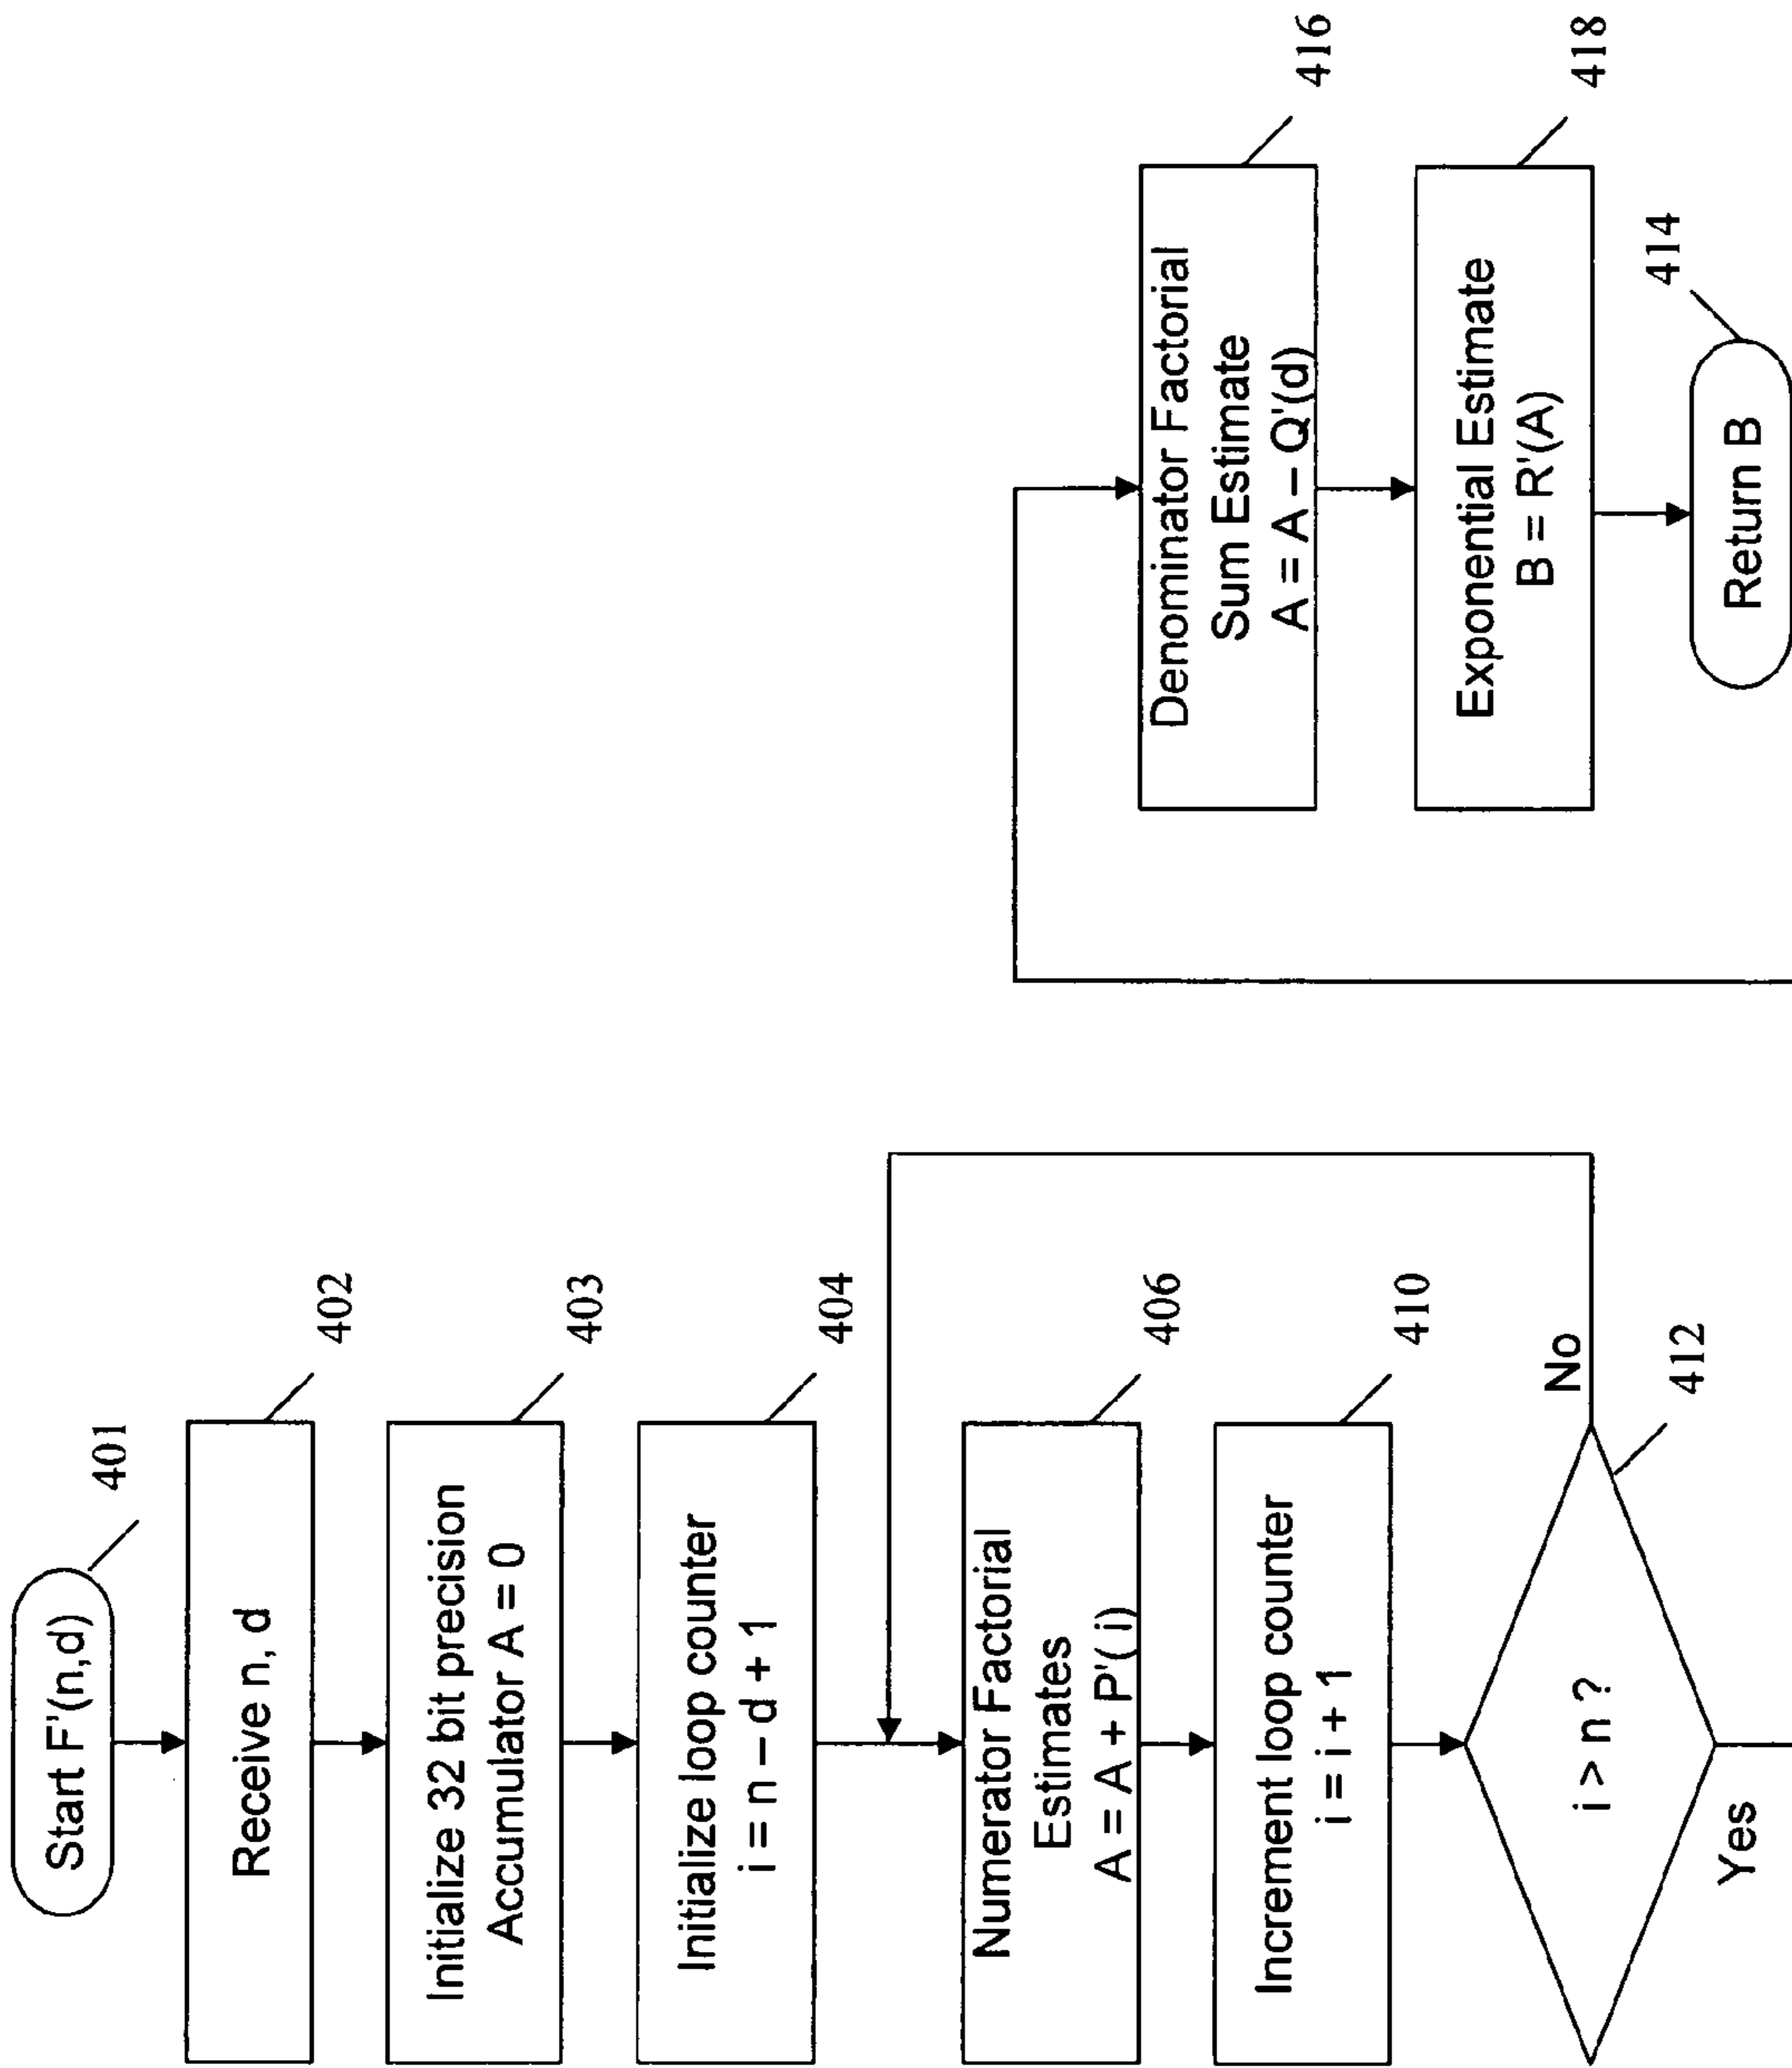 Start F'(n,d)
401
Receive n, d
402
Initialize 32 bit precision
Accumulator A = 0
403
Initialize loop counter
i = n – d + 1
404
Numerator Factorial
Estimates
A = A + P'( i)
406
Increment loop counter
i = i + 1
410
i > n ?
412
No
Yes
Denominator Factorial
Sum Estimate
A = A – Q'(d)
416
Exponential Estimate
B = R'(A)
418
Return B
414